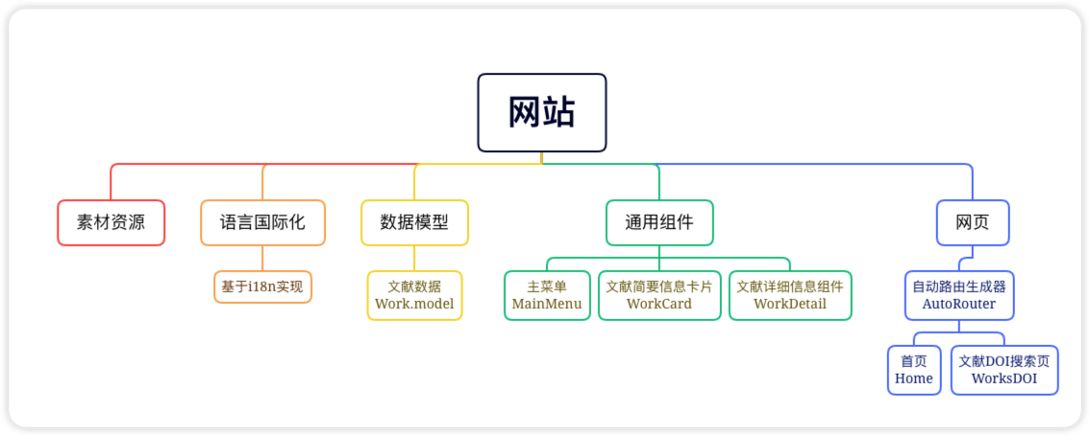 网站
素材资源
语言国际化
数据模型
通用组件
网页
基于i18n实现
文献数据
Work.model
主菜单
MainMenu
文献简要信息卡片
WorkCard
文献详细信息组件
WorkDetail
自动路由生成器
AutoRouter
首页
Home
文献DOI搜索页
WorksDOI